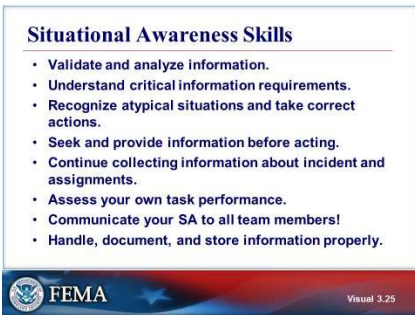 Situational Awareness Skills
• Validate and analyze information.
• Understand critical information requirements.
• Recognize atypical situations and take correct
actions.
• Seek and provide information before acting.
• Continue collecting information about incident and
assignments.
• Assess your own task performance.
• Communicate your SA to all team members!
• Handle, document, and store information properly.
FEMA
Visual 3.25